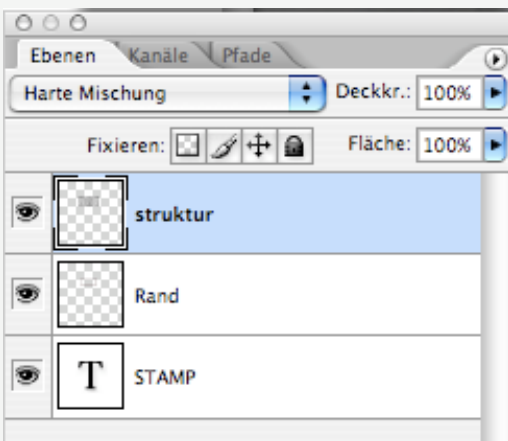 Ebenen Kanäle Pfade
Harte Mischung Deckkr.: 100%
Fixieren: Fläche: 100%
struktur
Rand
T STAMP